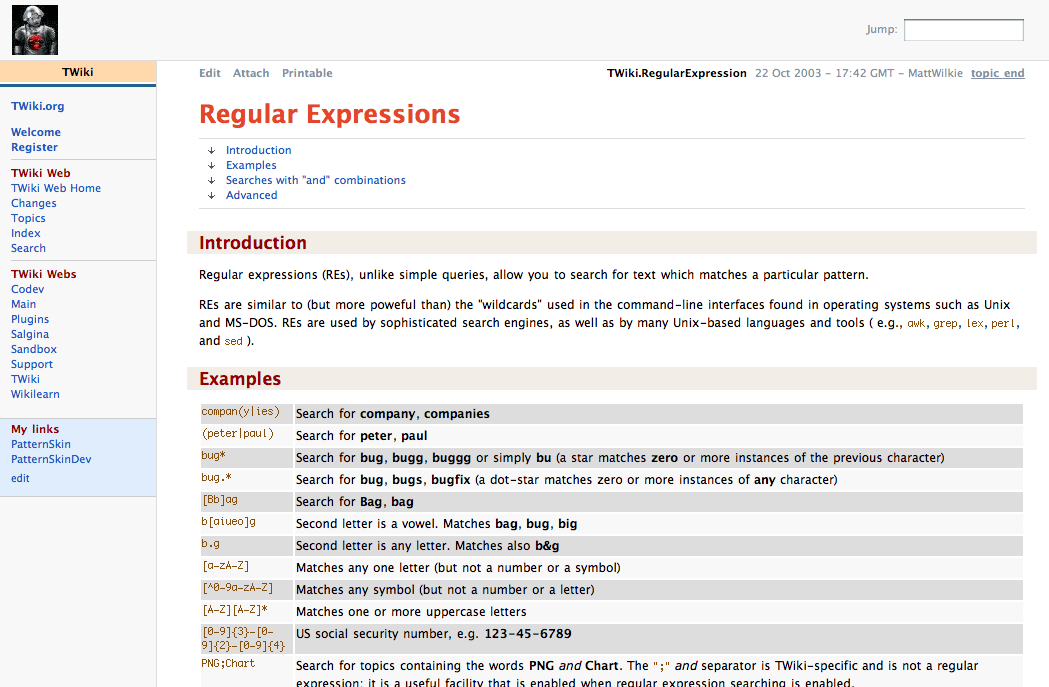 Jump:
TWiki
Edit Attach Printable
TWiki.RegularExpression 22 Oct 2003 - 17:42 GMT - MattWilkie topic end
TWiki.org
Welcome
Register
TWiki Web
TWiki Web Home
Changes
Topics
Index
Search
TWiki Webs
Codev
Main
Plugins
Salgina
Sandbox
Support
TWiki
Wikilearn
My links
PatternSkin
PatternSkinDev
edit
Regular Expressions
↓ Introduction
↓ Examples
↓ Searches with "and" combinations
↓ Advanced
Introduction
Regular expressions (REs), unlike simple queries, allow you to search for text which matches a particular pattern.
REs are similar to (but more poweful than) the "wildcards" used in the command-line interfaces found in operating systems such as Unix
and MS-DOS. REs are used by sophisticated search engines, as well as by many Unix-based languages and tools ( e.g., awk, grep, lex, perl,
and sed ).
Examples
compan(y|ies) Search for company, companies
(peter|paul) Search for peter, paul
bug* Search for bug, bugg, buggg or simply bu (a star matches zero or more instances of the previous character)
bug.* Search for bug, bugs, bugfix (a dot-star matches zero or more instances of any character)
[Bb]ag Search for Bag, bag
b[aiueo]g Second letter is a vowel. Matches bag, bug, big
b.g Second letter is any letter. Matches also b&g
[a-zA-Z] Matches any one letter (but not a number or a symbol)
[^0-9a-zA-Z] Matches any symbol (but not a number or a letter)
[A-Z][A-Z]* Matches one or more uppercase letters
[0-9]{3}-[0-
9]{2}-[0-9]{4} US social security number, e.g. 123-45-6789
PNG;Chart Search for topics containing the words PNG and Chart. The ";" and separator is TWiki-specific and is not a regular
expression; it is a useful facility that is enabled when regular expression searching is enabled.